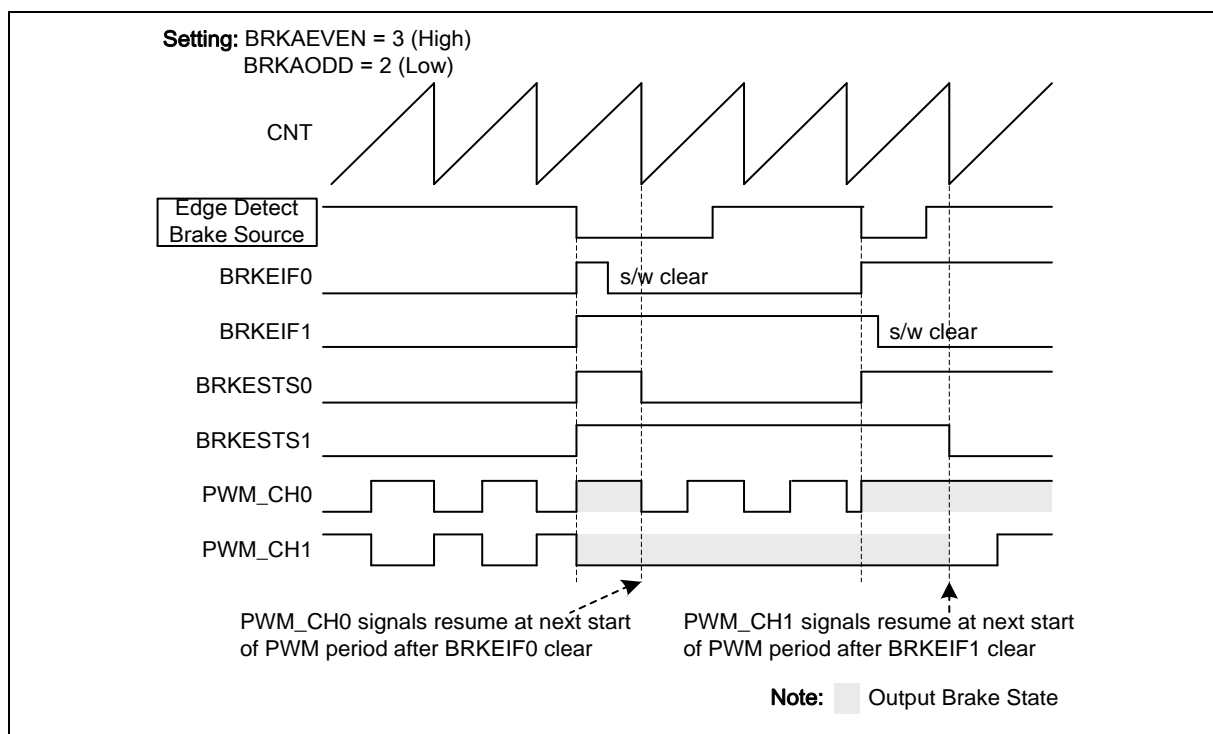 Setting: BRKAEVEN = 3 (High)
BRKAODD = 2 (Low)
CNT
Edge Detect
Brake Source
BRKEIF0
s/w clear
BRKEIF1
s/w clear
BRKESTS0
BRKESTS1
PWM_CH0
PWM_CH1
PWM_CH0 signals resume at next start
of PWM period after BRKEIF0 clear
PWM_CH1 signals resume at next start
of PWM period after BRKEIF1 clear
Note: Output Brake State